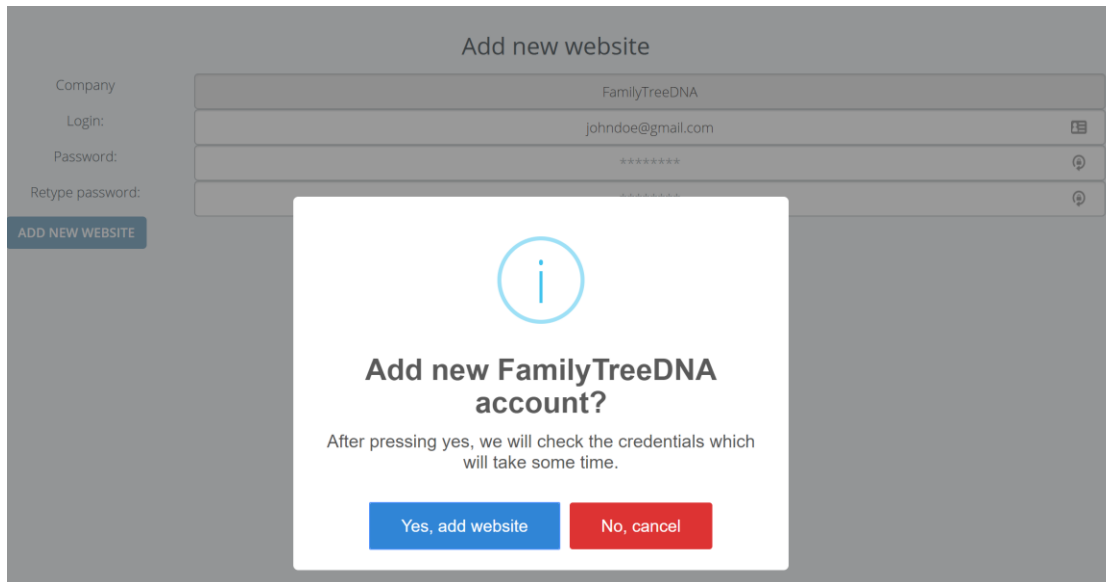 Add new website
Company
FamilyTreeDNA
Login:
johndoe@gmail.com
Password:
********
Retype password:
********
ADD NEW WEBSITE
Add new FamilyTreeDNA
account?
After pressing yes, we will check the credentials which
will take some time.
Yes, add website
No, cancel